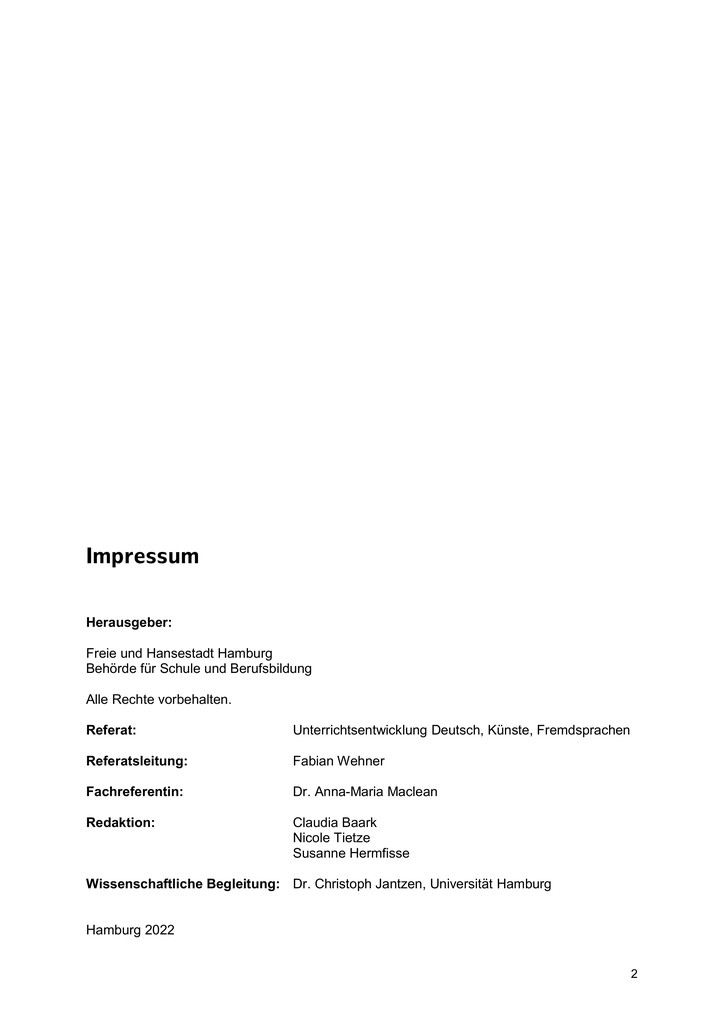 Impressum
Herausgeber:
Freie und Hansestadt Hamburg
Behörde für Schule und Berufsbildung
Alle Rechte vorbehalten.
Referat: Unterrichtsentwicklung Deutsch, Künste, Fremdsprachen
Referatsleitung: Fabian Wehner
Fachreferentin: Dr. Anna-Maria Maclean
Redaktion: Claudia Baark
Nicole Tietze
Susanne Hermfisse
Wissenschaftliche Begleitung: Dr. Christoph Jantzen, Universität Hamburg
Hamburg 2022
2